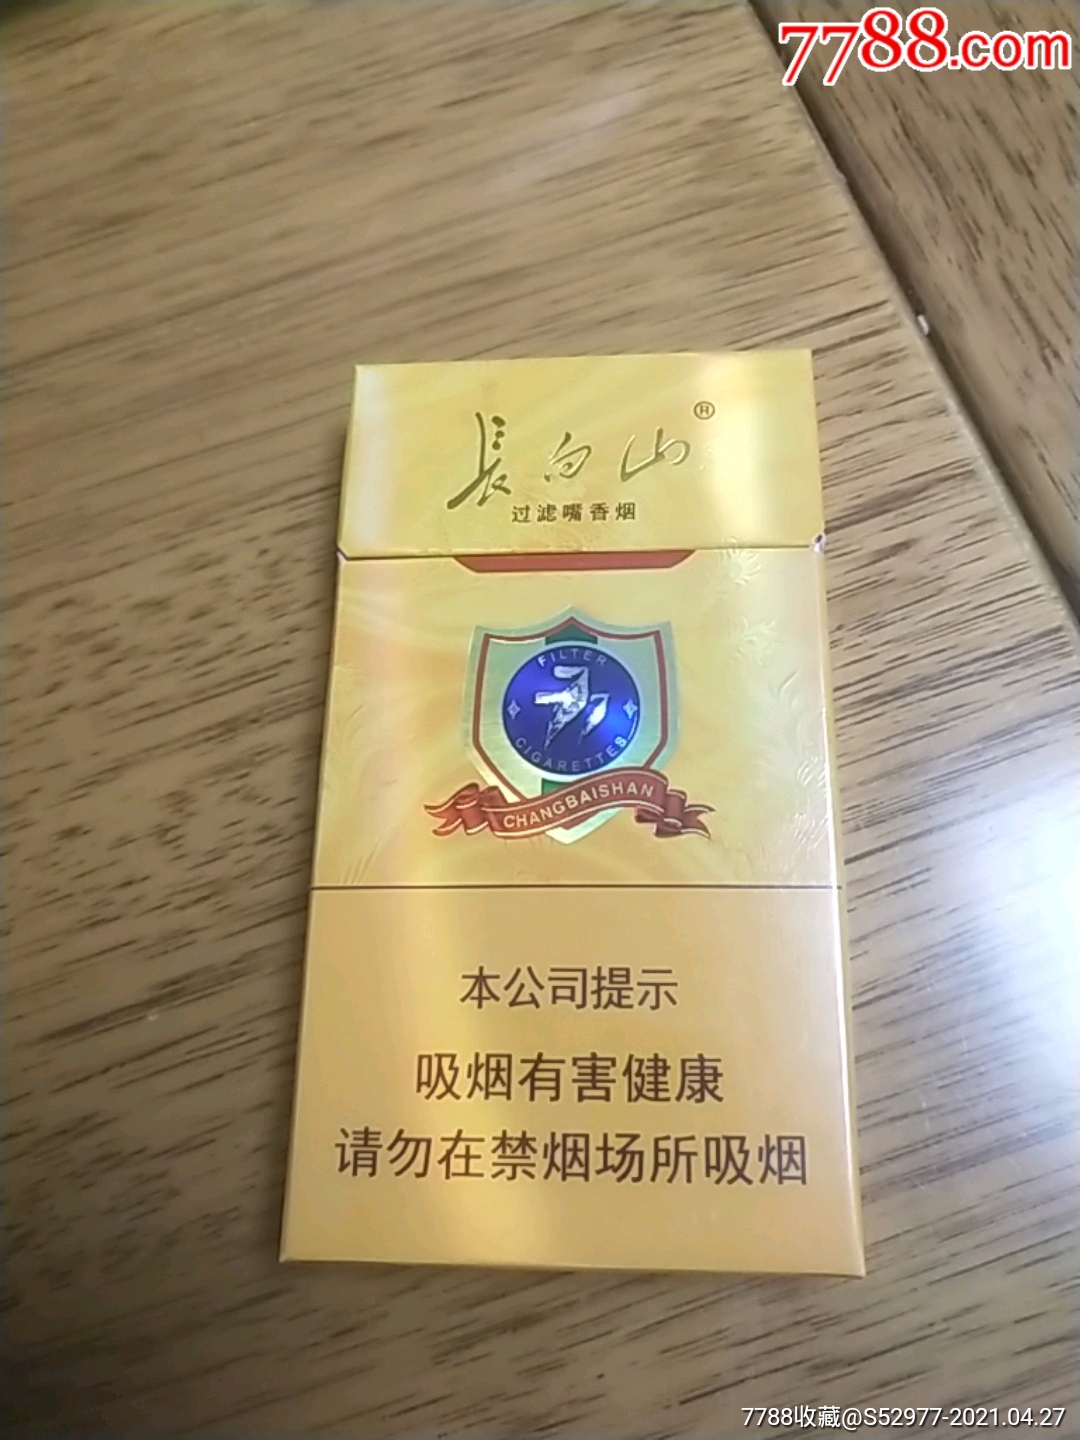 7788.com
長白山®
过滤嘴香烟
FILTER
CIGARETTES
CHANGBAISHAN
本公司提示
吸烟有害健康
请勿在禁烟场所吸烟
7788收藏@S52977-2021.04.27